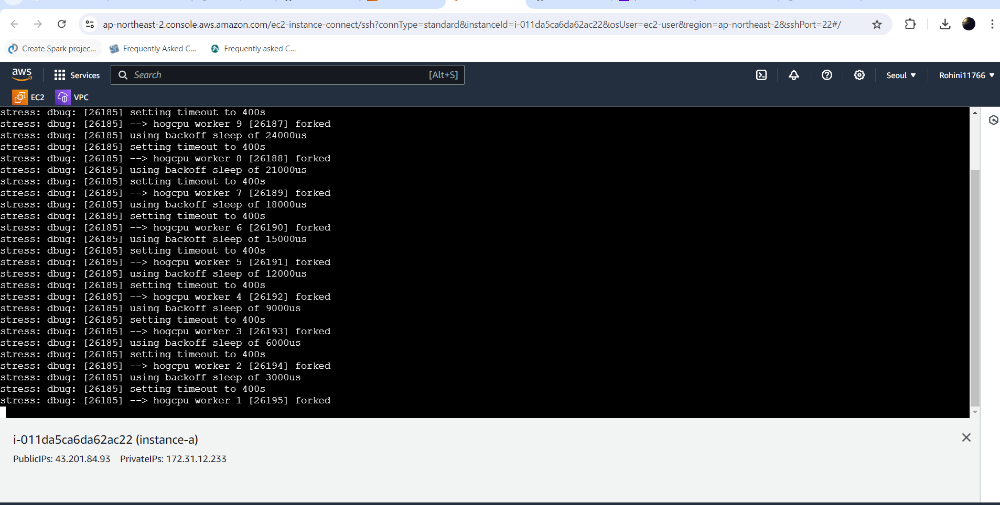 ap-northeast-2.console.aws.amazon.com/ec2-instance-connect/ssh?connType=standard&instanceId=i-011da5ca6da62ac22&osUser=ec2-user&region=ap-northeast-2&sshPort=22#/
Create Spark projec... Frequently Asked C... Frequently asked C...
aws Services Search [Alt+S] Seoul Rohini11766
EC2 VPC
stress: dbug: [26185] setting timeout to 400s
stress: dbug: [26185] --> hogcpu worker 9 [26187] forked
stress: dbug: [26185] using backoff sleep of 24000us
stress: dbug: [26185] setting timeout to 400s
stress: dbug: [26185] --> hogcpu worker 8 [26188] forked
stress: dbug: [26185] using backoff sleep of 21000us
stress: dbug: [26185] setting timeout to 400s
stress: dbug: [26185] --> hogcpu worker 7 [26189] forked
stress: dbug: [26185] using backoff sleep of 18000us
stress: dbug: [26185] setting timeout to 400s
stress: dbug: [26185] --> hogcpu worker 6 [26190] forked
stress: dbug: [26185] using backoff sleep of 15000us
stress: dbug: [26185] setting timeout to 400s
stress: dbug: [26185] --> hogcpu worker 5 [26191] forked
stress: dbug: [26185] using backoff sleep of 12000us
stress: dbug: [26185] setting timeout to 400s
stress: dbug: [26185] --> hogcpu worker 4 [26192] forked
stress: dbug: [26185] using backoff sleep of 9000us
stress: dbug: [26185] setting timeout to 400s
stress: dbug: [26185] --> hogcpu worker 3 [26193] forked
stress: dbug: [26185] using backoff sleep of 6000us
stress: dbug: [26185] setting timeout to 400s
stress: dbug: [26185] --> hogcpu worker 2 [26194] forked
stress: dbug: [26185] using backoff sleep of 3000us
stress: dbug: [26185] setting timeout to 400s
stress: dbug: [26185] --> hogcpu worker 1 [26195] forked
i-011da5ca6da62ac22 (instance-a)
PublicIPs: 43.201.84.93 PrivateIPs: 172.31.12.233